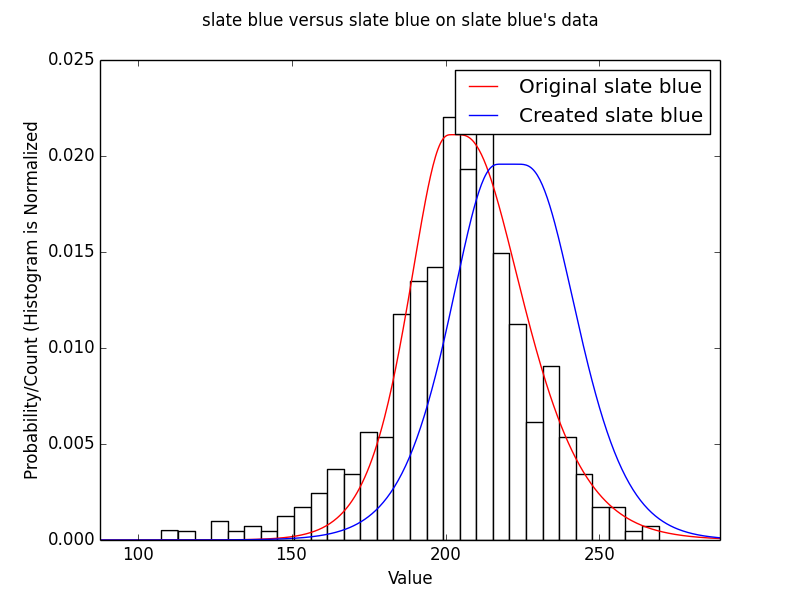 slate blue versus slate blue on slate blue's data
0.025
Original slate blue
Created slate blue
0.020
0.015
0.010
0.005
0.000
Probability/Count (Histogram is Normalized
100
150
200
250
Value